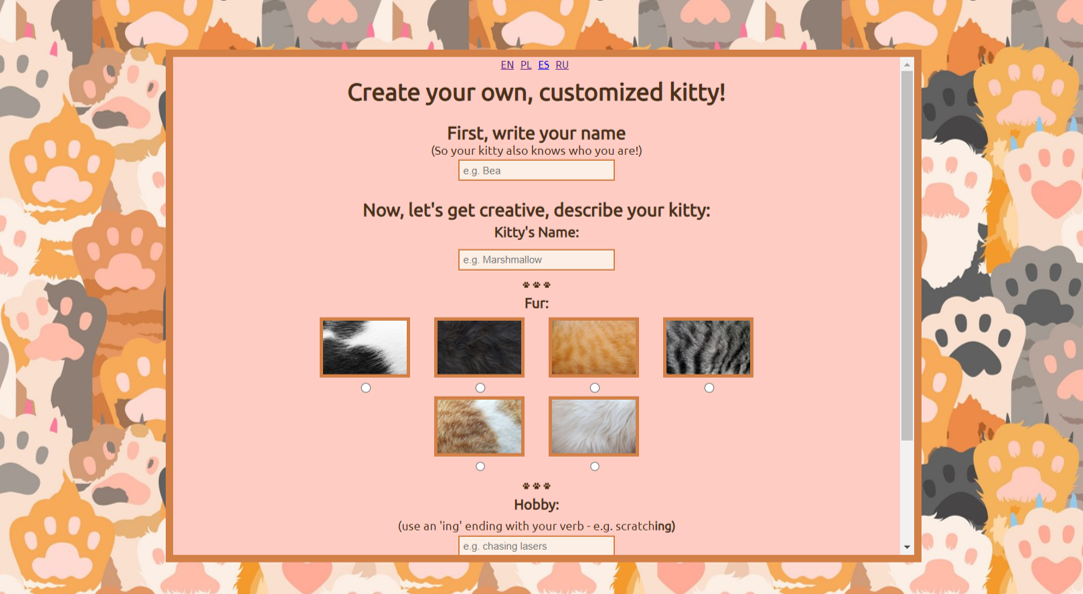 EN PL ES RU
Create your own, customized kitty!
First, write your name
(So your kitty also knows who you are!)
e.g. Bea
Now, let's get creative, describe your kitty:
Kitty's Name:
e.g. Marshmallow
Fur:
Hobby:
(use an 'ing' ending with your verb - e.g. scratching)
e.g. chasing lasers